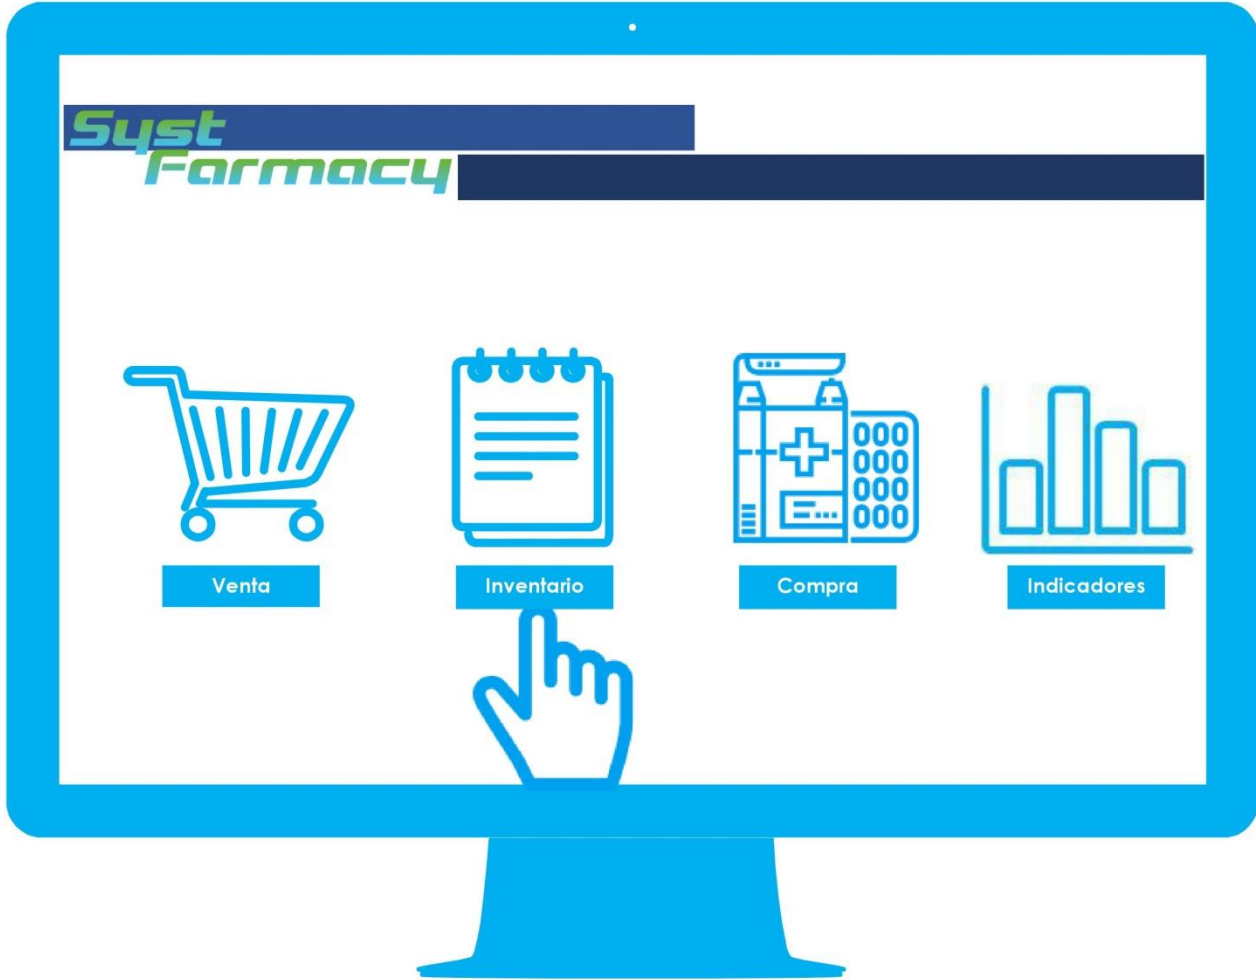 Syst
Farmacy
Venta
Inventario
Compra
Indicadores